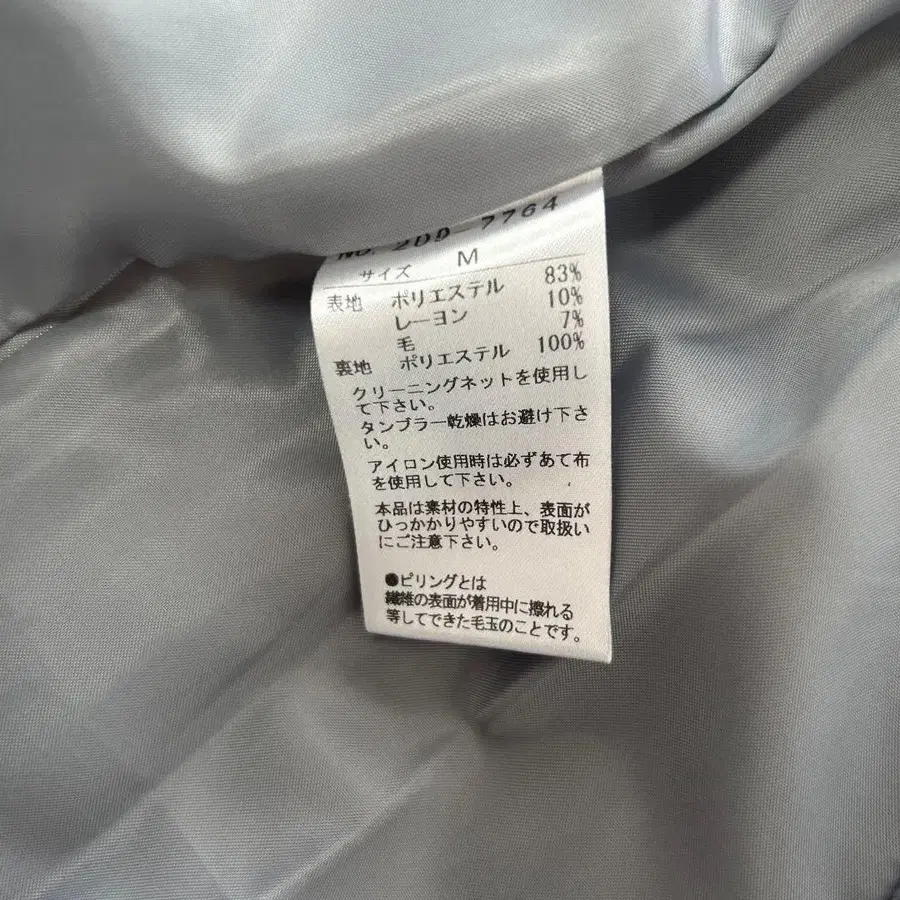 NO. 209-7764
サイズ M
表地 ポリエステル 83%
レーヨン 10%
毛 7%
裏地 ポリエステル 100%
クリーニングネットを使用し
て下さい。
タンブラー乾燥はお避け下さ
い。
アイロン使用時は必ずあて布
を使用して下さい。
本品は素材の特性上、表面が
ひっかかりやすいので取扱い
にご注意下さい。
●ピリングとは
繊維の表面が着用中に擦れる
等してできた毛玉のことです。